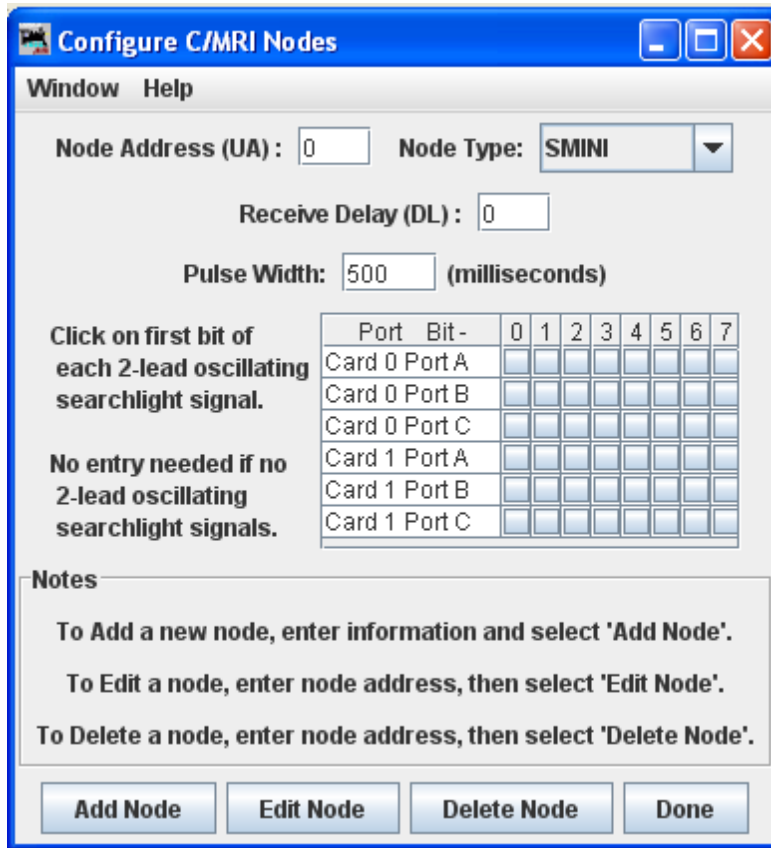 Configure C/MRI Nodes
Window Help
Node Address (UA) : 0 Node Type: SMINI
Receive Delay (DL) : 0
Pulse Width: 500 (milliseconds)
Click on first bit of
each 2-lead oscillating
searchlight signal.
No entry needed if no
2-lead oscillating
searchlight signals.
Port Bit- 0 1 2 3 4 5 6 7
Card 0 Port A
Card 0 Port B
Card 0 Port C
Card 1 Port A
Card 1 Port B
Card 1 Port C
Notes
To Add a new node, enter information and select 'Add Node'.
To Edit a node, enter node address, then select 'Edit Node'.
To Delete a node, enter node address, then select 'Delete Node'.
Add Node Edit Node Delete Node Done